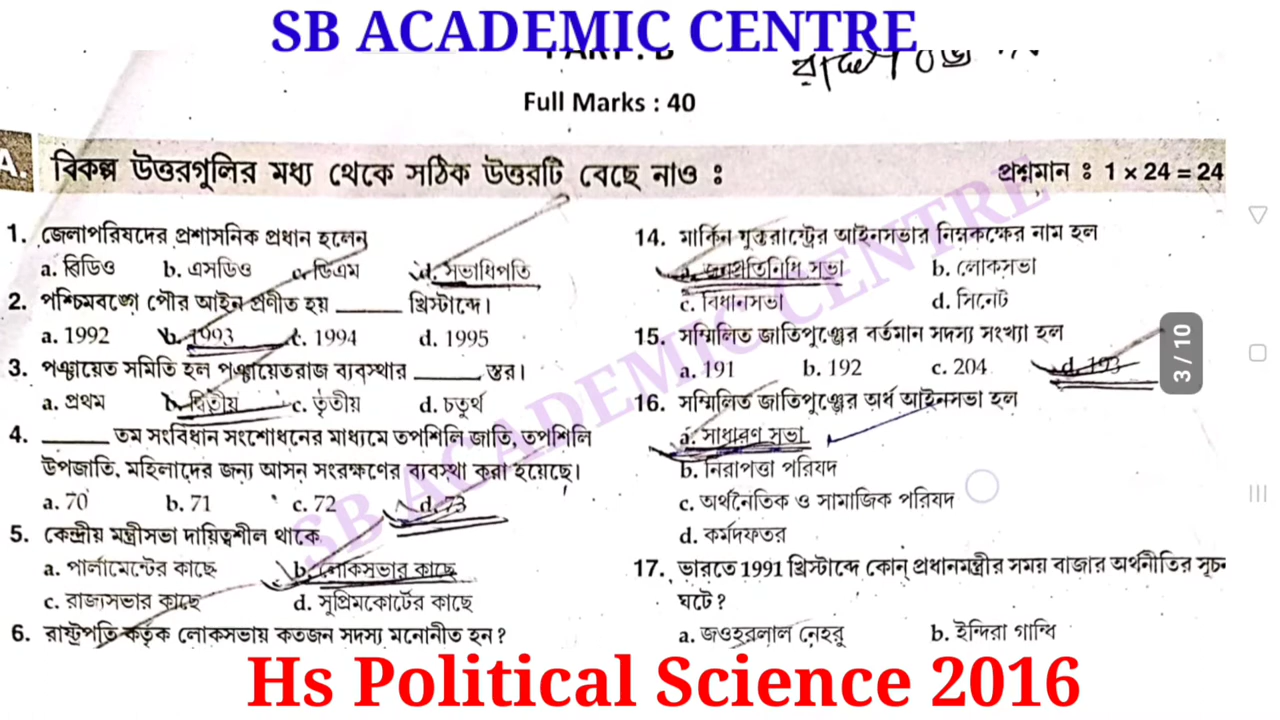 SB ACADEMIC CENTRE
Full Marks : 40
A. বিকল্প উত্তরগুলির মধ্য থেকে সঠিক উত্তরটি বেছে নাও : প্রশ্নমান : 1 × 24 = 24
1. জেলাপরিষদের প্রশাসনিক প্রধান হলেন
a. বিডিও b. এসডিও c. ডিএম d. সভাধিপতি
2. পশ্চিমবঙ্গে পৌর আইন প্রণীত হয় ______ খ্রিস্টাব্দে।
a. 1992 b. 1993 c. 1994 d. 1995
3. পঞ্চায়েত সমিতি হল পঞ্চায়েতরাজ ব্যবস্থার ______ স্তর।
a. প্রথম b. দ্বিতীয় c. তৃতীয় d. চতুর্থ
4. ______ তম সংবিধান সংশোধনের মাধ্যমে তপশিলি জাতি, তপশিলি
উপজাতি, মহিলাদের জন্য আসন সংরক্ষণের ব্যবস্থা করা হয়েছে।
a. 70 b. 71 c. 72 d. 73
5. কেন্দ্রীয় মন্ত্রীসভা দায়িত্বশীল থাকে
a. পার্লামেন্টের কাছে b. লোকসভার কাছে
c. রাজ্যসভার কাছে d. সুপ্রিমকোর্টের কাছে
6. রাষ্ট্রপতি কর্তৃক লোকসভায় কতজন সদস্য মনোনীত হন?
14. মার্কিন যুক্তরাস্ট্রের আইনসভার নিম্নকক্ষের নাম হল
a. জনপ্রতিনিধি সভা b. লোকসভা
c. বিধানসভা d. সিনেট
15. সম্মিলিত জাতিপুঞ্জের বর্তমান সদস্য সংখ্যা হল
a. 191 b. 192 c. 204 d. 193
16. সম্মিলিত জাতিপুঞ্জের অর্ধ আইনসভা হল
a. সাধারণ সভা
b. নিরাপত্তা পরিষদ
c. অর্থনৈতিক ও সামাজিক পরিষদ
d. কর্মদফতর
17. ভারতে 1991 খ্রিস্টাব্দে কোন্ প্রধানমন্ত্রীর সময় বাজার অর্থনীতির সূচন
ঘটে?
a. জওহরলাল নেহরু b. ইন্দিরা গান্ধি
3 / 10
SB ACADEMIC CENTRE
Hs Political Science 2016